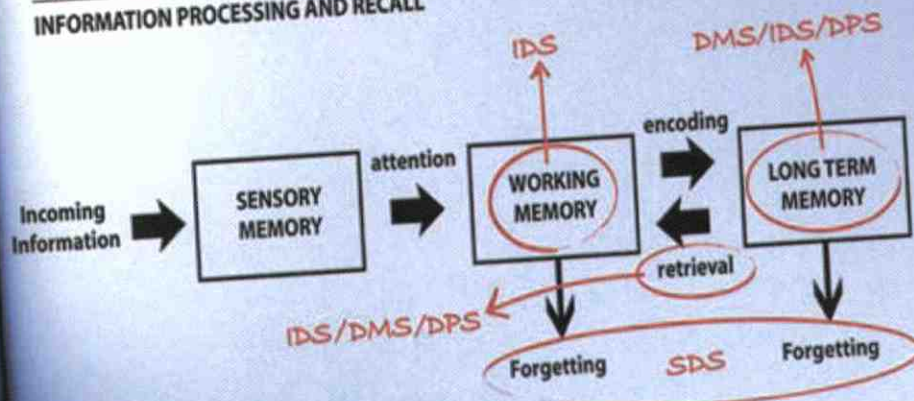 INFORMATION PROCESSING AND RECALL
IDS
DMS/IDS/DPS
Incoming
Information
SENSORY
MEMORY
attention
WORKING
MEMORY
encoding
LONG TERM
MEMORY
retrieval
IDS/DMS/DPS
Forgetting
SDS
Forgetting